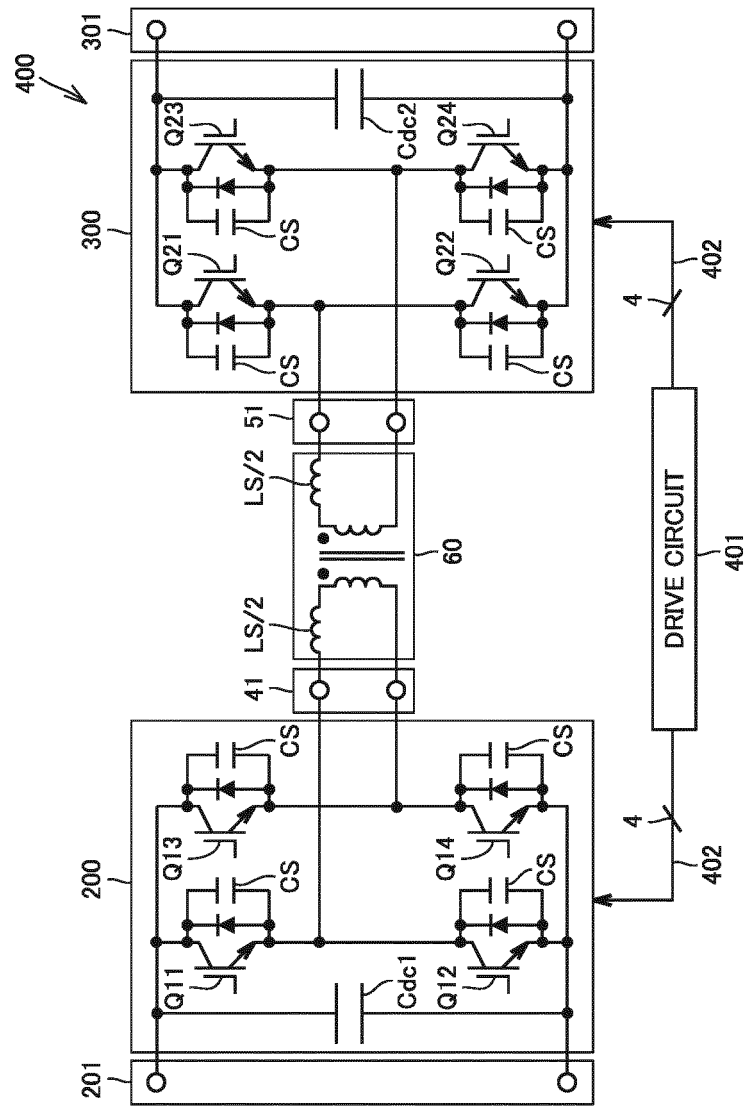 400
201
200
300
301
Q11
Q13
Q21
Q23
41
LS/2
LS/2
51
CS
CS
CS
CS
Cdc1
Cdc2
Q12
Q14
60
Q22
Q24
CS
CS
CS
CS
4
4
DRIVE CIRCUIT
402
402
401